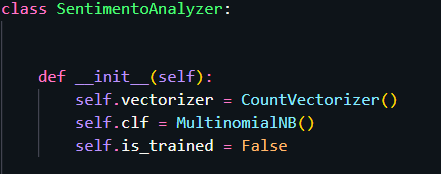 class SentimentoAnalyzer:
    def __init__(self):
        self.vectorizer = CountVectorizer()
        self.clf = MultinomialNB()
        self.is_trained = False